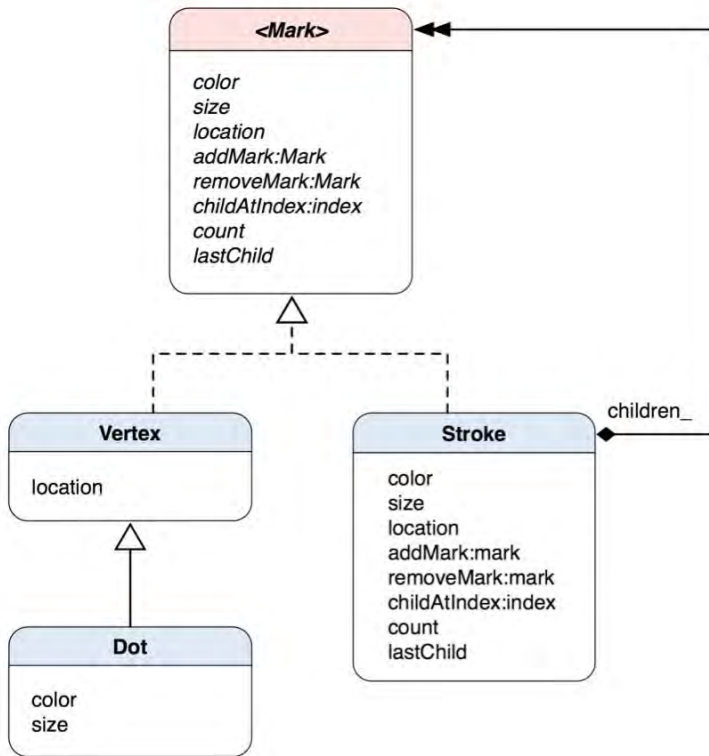 <Mark>
color
size
location
addMark:Mark
removeMark:Mark
childAtIndex:index
count
lastChild
Vertex
location
Stroke
color
size
location
addMark:mark
removeMark:mark
childAtIndex:index
count
lastChild
children_
Dot
color
size